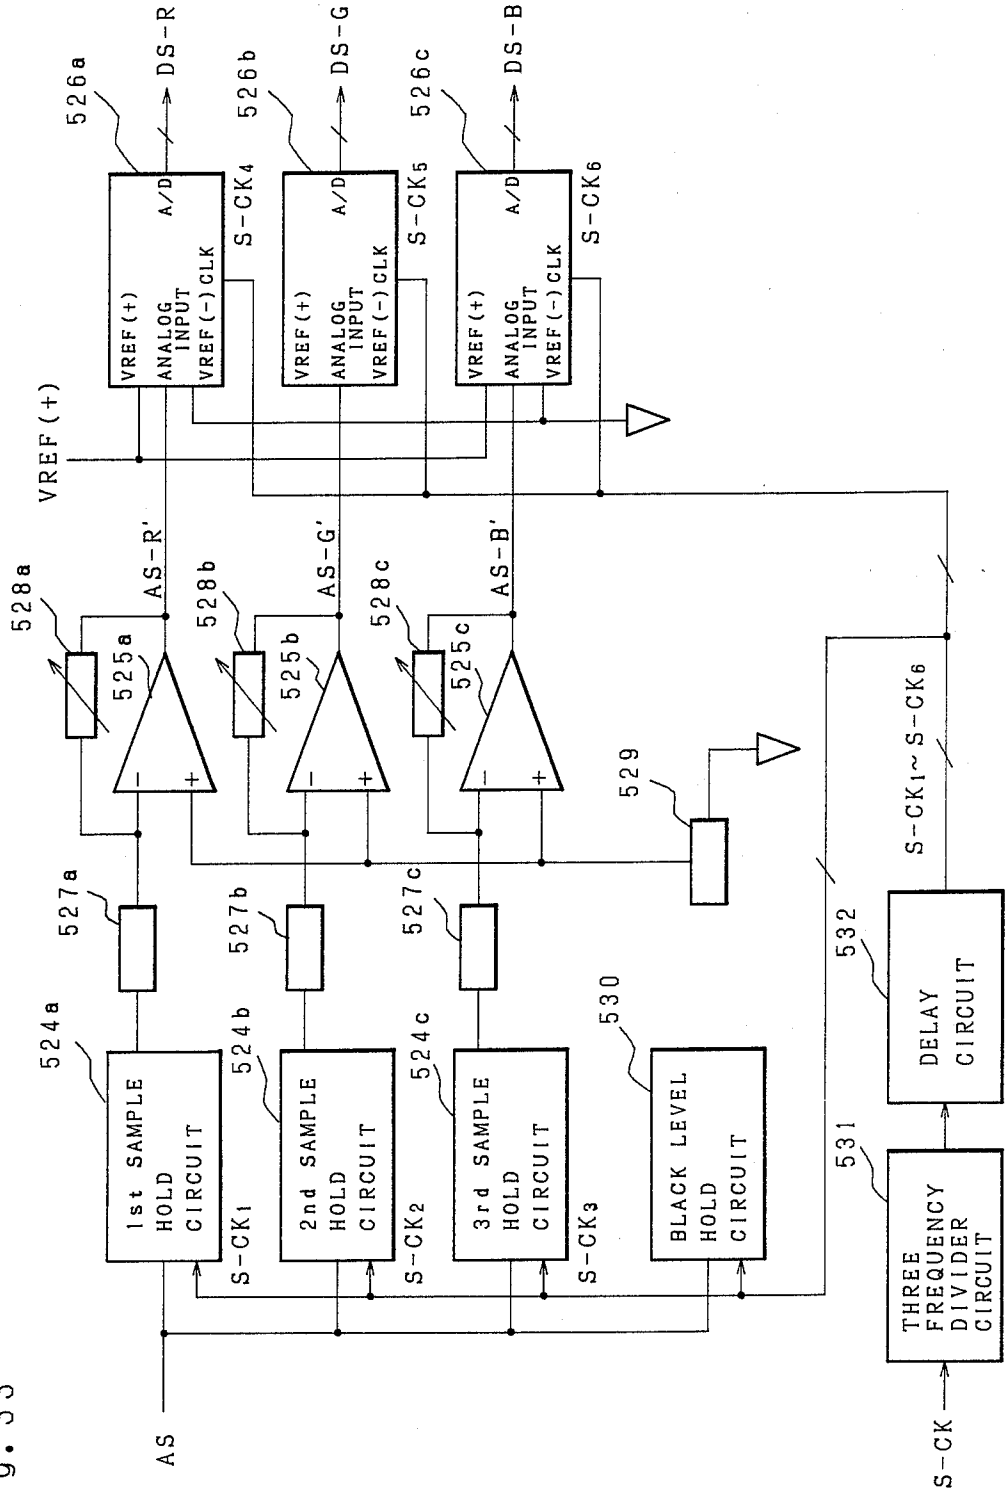 AS
1st SAMPLE
HOLD
CIRCUIT
524a
S-CK1
2nd SAMPLE
HOLD
CIRCUIT
524b
S-CK2
3rd SAMPLE
HOLD
CIRCUIT
524c
S-CK3
BLACK LEVEL
HOLD
CIRCUIT
530
527a
527b
527c
528a
525a
-
+
AS-R'
528b
525b
-
+
AS-G'
528c
525c
-
+
AS-B'
529
VREF(+)
526a
VREF(+)
ANALOG
INPUT
VREF(-) CLK
A/D
DS-R
S-CK4
526b
VREF(+)
ANALOG
INPUT
VREF(-) CLK
A/D
DS-G
S-CK5
526c
VREF(+)
ANALOG
INPUT
VREF(-) CLK
A/D
DS-B
S-CK6
S-CK
THREE
FREQUENCY
DIVIDER
CIRCUIT
531
DELAY
CIRCUIT
532
S-CK1~S-CK6